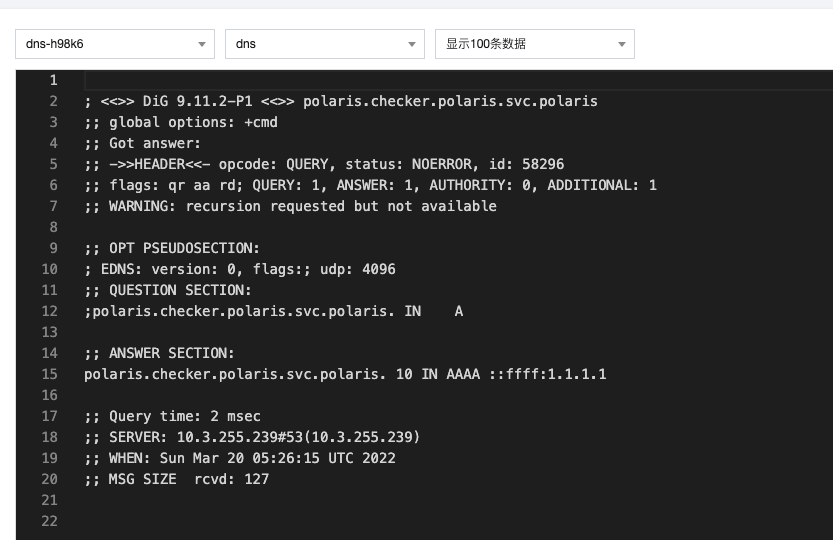 dns-h98k6 dns 显示100条数据
1
2 ; <<>> DiG 9.11.2-P1 <<>> polaris.checker.polaris.svc.polaris
3 ;; global options: +cmd
4 ;; Got answer:
5 ;; ->>HEADER<<- opcode: QUERY, status: NOERROR, id: 58296
6 ;; flags: qr aa rd; QUERY: 1, ANSWER: 1, AUTHORITY: 0, ADDITIONAL: 1
7 ;; WARNING: recursion requested but not available
8
9 ;; OPT PSEUDOSECTION:
10 ; EDNS: version: 0, flags:; udp: 4096
11 ;; QUESTION SECTION:
12 ;polaris.checker.polaris.svc.polaris. IN    A
13
14 ;; ANSWER SECTION:
15 polaris.checker.polaris.svc.polaris. 10 IN AAAA ::ffff:1.1.1.1
16
17 ;; Query time: 2 msec
18 ;; SERVER: 10.3.255.239#53(10.3.255.239)
19 ;; WHEN: Sun Mar 20 05:26:15 UTC 2022
20 ;; MSG SIZE  rcvd: 127
21
22